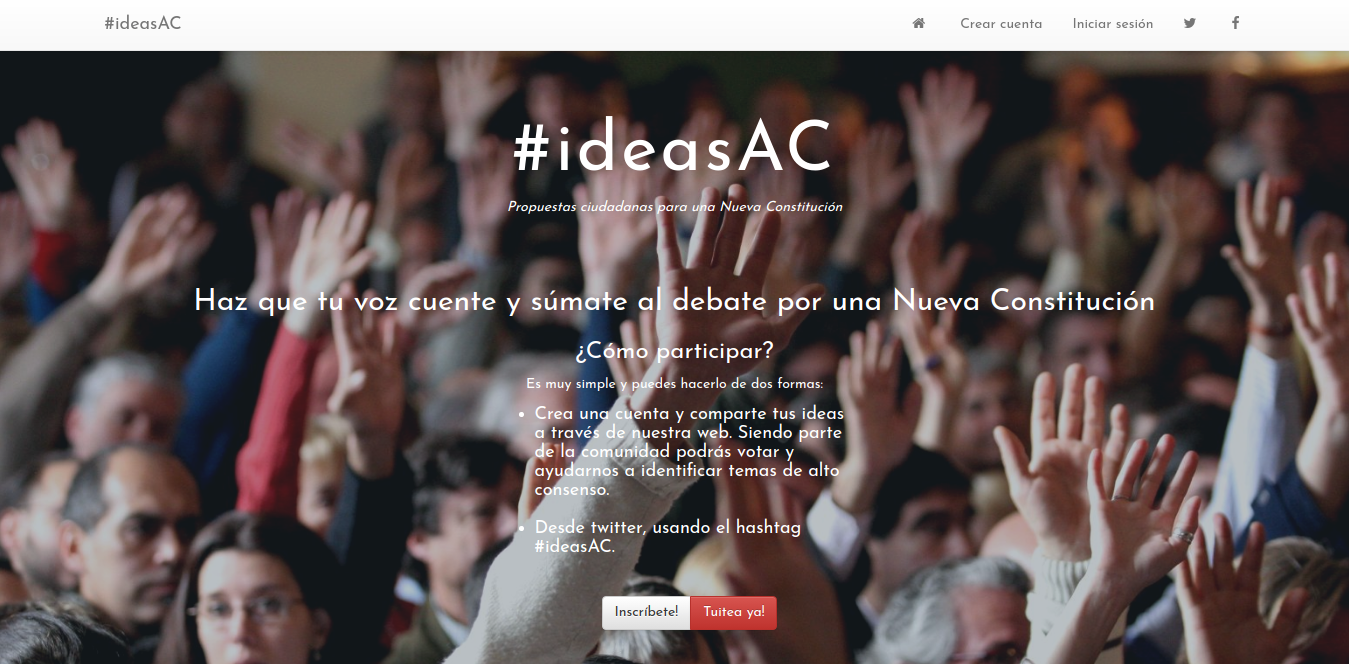 #ideasAC
Crear cuenta
Iniciar sesión
#ideasAC
Propuestas ciudadanas para una Nueva Constitución
Haz que tu voz cuente y súmate al debate por una Nueva Constitución
¿Cómo participar?
Es muy simple y puedes hacerlo de dos formas:
• Crea una cuenta y comparte tus ideas
a través de nuestra web. Siendo parte
de la comunidad podrás votar y
ayudarnos a identificar temas de alto
consenso.
• Desde twitter, usando el hashtag
#ideasAC.
Inscríbete!
Tuitea ya!